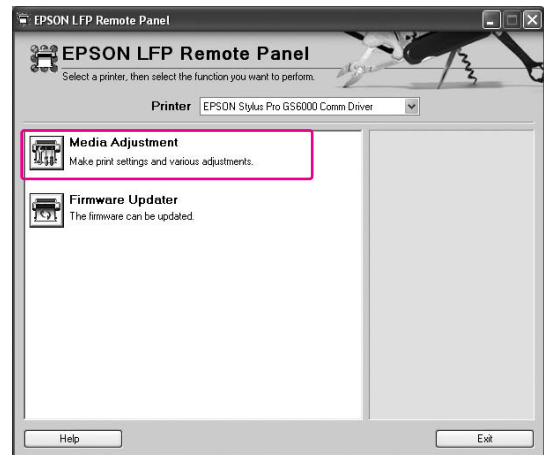 EPSON LFP Remote Panel
EPSON LFP Remote Panel
Select a printer, then select the function you want to perform.
Printer EPSON Stylus Pro GS6000 Comm Driver
Media Adjustment
Make print settings and various adjustments.
Firmware Updater
The firmware can be updated.
Help Exit